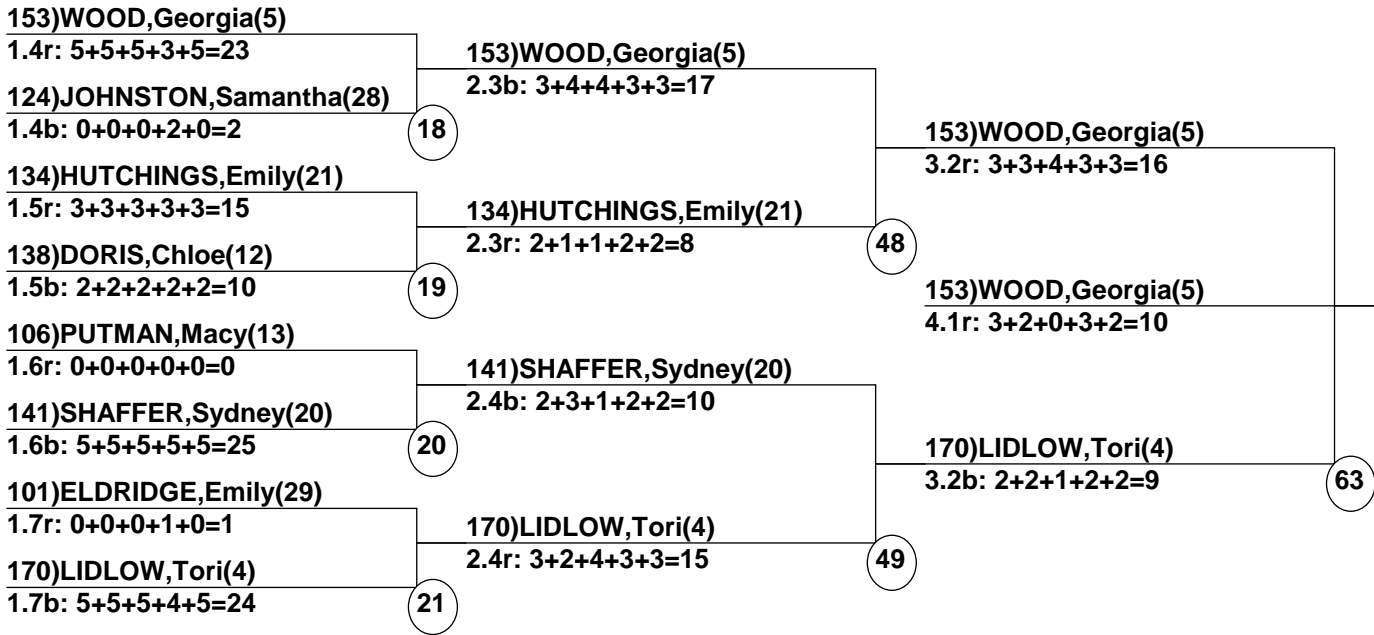 153)WOOD,Georgia(5)
1.4r: 5+5+5+3+5=23
124)JOHNSTON,Samantha(28)
1.4b: 0+0+0+2+0=2
18
134)HUTCHINGS,Emily(21)
1.5r: 3+3+3+3+3=15
138)DORIS,Chloe(12)
1.5b: 2+2+2+2+2=10
19
106)PUTMAN,Macy(13)
1.6r: 0+0+0+0+0=0
141)SHAFFER,Sydney(20)
1.6b: 5+5+5+5+5=25
20
101)ELDRIDGE,Emily(29)
1.7r: 0+0+0+1+0=1
170)LIDLOW,Tori(4)
1.7b: 5+5+5+4+5=24
21
153)WOOD,Georgia(5)
2.3b: 3+4+4+3+3=17
134)HUTCHINGS,Emily(21)
2.3r: 2+1+1+2+2=8
48
141)SHAFFER,Sydney(20)
2.4b: 2+3+1+2+2=10
170)LIDLOW,Tori(4)
2.4r: 3+2+4+3+3=15
49
153)WOOD,Georgia(5)
3.2r: 3+3+4+3+3=16
153)WOOD,Georgia(5)
4.1r: 3+2+0+3+2=10
170)LIDLOW,Tori(4)
3.2b: 2+2+1+2+2=9
63